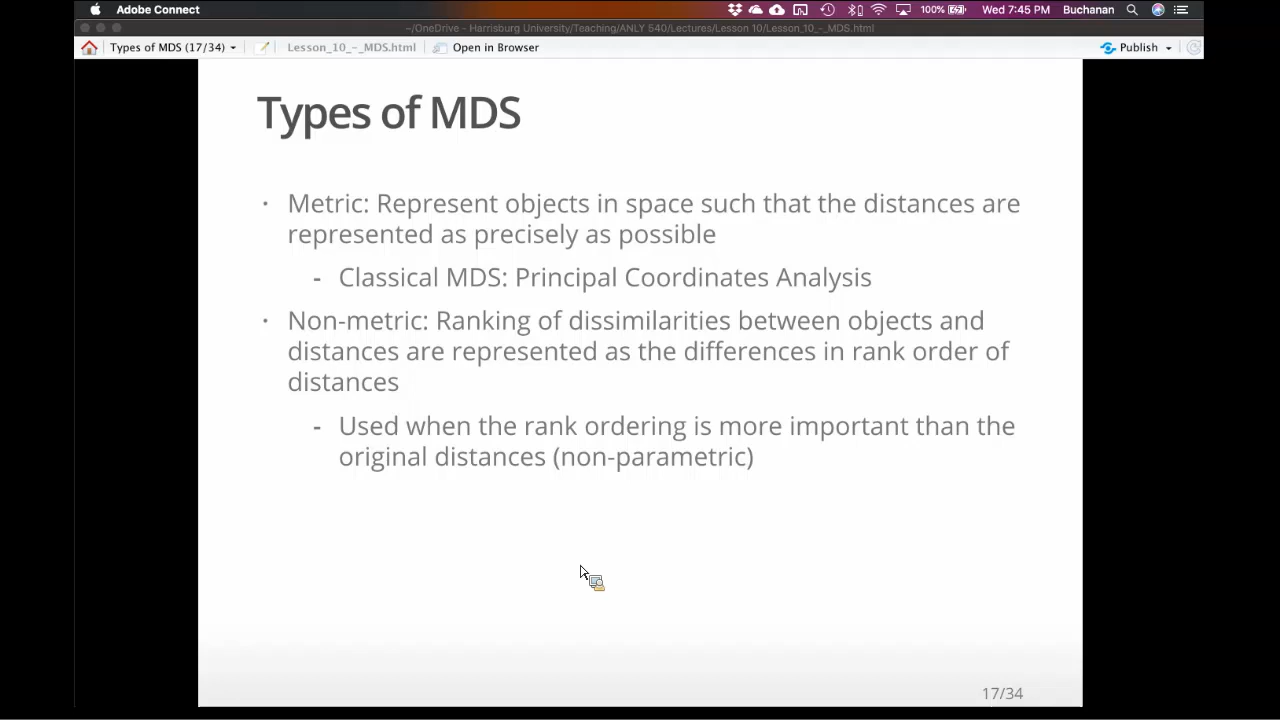 Adobe Connect 100% Wed 7:45 PM Buchanan
~/OneDrive - Harrisburg University/Teaching/ANLY 540/Lectures/Lesson 10/Lesson_10_-_MDS.html
Types of MDS (17/34) Lesson_10_-_MDS.html Open in Browser Publish
Types of MDS
· Metric: Represent objects in space such that the distances are
represented as precisely as possible
- Classical MDS: Principal Coordinates Analysis
· Non-metric: Ranking of dissimilarities between objects and
distances are represented as the differences in rank order of
distances
- Used when the rank ordering is more important than the
original distances (non-parametric)
17/34